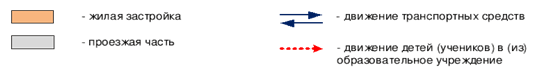 - жилая застройка
- проезжая часть
- движение транспортных средств
- движение детей (учеников) в (из)
образовательное учреждение